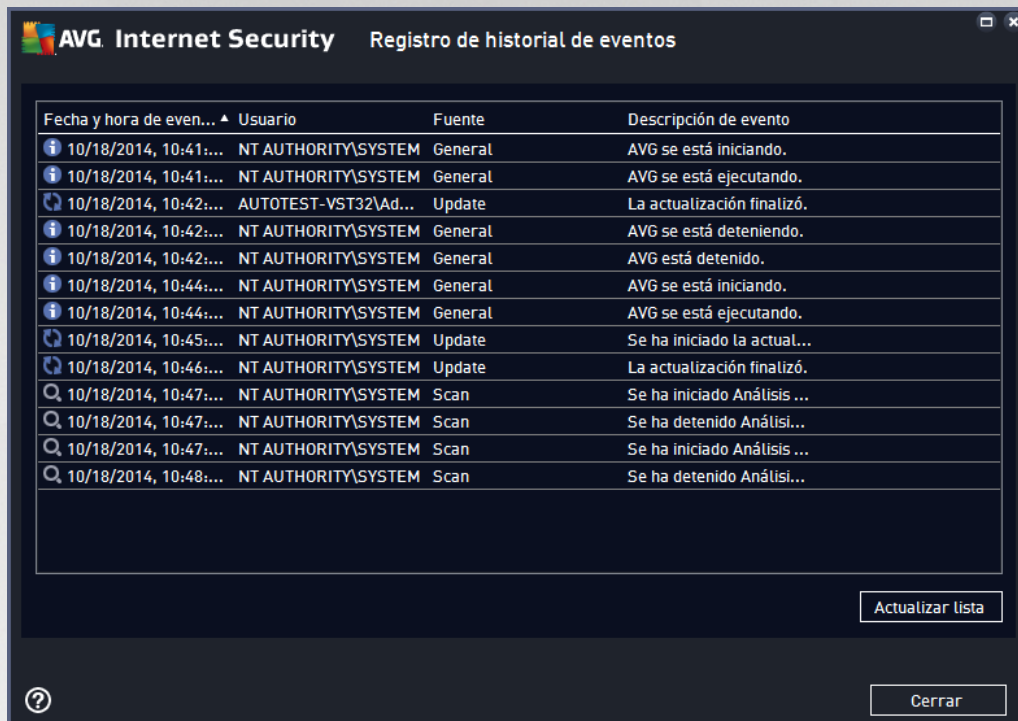 AVG. Internet Security Registro de historial de eventos
Fecha y hora de even... Usuario Fuente Descripción de evento
10/18/2014, 10:41:... NT AUTHORITY\SYSTEM General AVG se está iniciando.
10/18/2014, 10:41:... NT AUTHORITY\SYSTEM General AVG se está ejecutando.
10/18/2014, 10:42:... AUTOTEST-VST32\Ad... Update La actualización finalizó.
10/18/2014, 10:42:... NT AUTHORITY\SYSTEM General AVG se está deteniendo.
10/18/2014, 10:42:... NT AUTHORITY\SYSTEM General AVG está detenido.
10/18/2014, 10:44:... NT AUTHORITY\SYSTEM General AVG se está iniciando.
10/18/2014, 10:44:... NT AUTHORITY\SYSTEM General AVG se está ejecutando.
10/18/2014, 10:45:... NT AUTHORITY\SYSTEM Update Se ha iniciado la actual...
10/18/2014, 10:46:... NT AUTHORITY\SYSTEM Update La actualización finalizó.
10/18/2014, 10:47:... NT AUTHORITY\SYSTEM Scan Se ha iniciado Análisis ...
10/18/2014, 10:47:... NT AUTHORITY\SYSTEM Scan Se ha detenido Análisi...
10/18/2014, 10:47:... NT AUTHORITY\SYSTEM Scan Se ha iniciado Análisis ...
10/18/2014, 10:48:... NT AUTHORITY\SYSTEM Scan Se ha detenido Análisi...
Actualizar lista
Cerrar